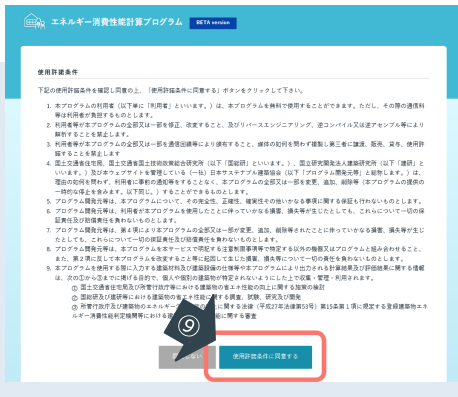 エネルギー消費性能計算プログラム BETA version
使用許諾条件
下記の使用許諾条件を確認し同意の上、「使用許諾条件に同意する」ボタンをクリックして下さい。
1. 本プログラムの利用者（以下単に「利用者」といいます。）は、本プログラムを無料で使用することができます。ただし、その際の通信料
等は利用者が負担するものとします。
2. 利用者等が本プログラムの全部又は一部を修正、改変すること、及びリバースエンジニアリング、逆コンパイル又は逆アセンブル等により
解析することを禁止します。
3. 利用者等が本プログラムの全部又は一部を通信回線等により頒布すること、媒体の如何を問わず複製し第三者に譲渡、販売、貸与、使用許
諾することを禁止します
4. 国土交通省住宅局、国土交通省国土技術政策総合研究所（以下「国総研」といいます。）、国立研究開発法人建築研究所（以下「建研」と
いいます。）及び本ウェブサイトを管理している（一社）日本サステナブル建築協会（以下「プログラム開発元等」と総称します。）は、
理由の如何を問わず、利用者に事前の通知等をすることなく、本プログラムの全部又は一部を変更、追加、削除等（本プログラムの提供の
一時的な停止を含みます。以下同じ。）することができるものとします。
5. プログラム開発元等は、本プログラムについて、その完全性、正確性、確実性その他いかなる事項に関する保証も行わないものとします。
6. プログラム開発元等は、利用者が本プログラムを使用したことに伴っていかなる損害、損失等が生じたとしても、これらについて一切の保
証責任及び賠償責任を負わないものとします。
7. プログラム開発元等は、第４項により本プログラムの全部又は一部が変更、追加、削除等されたことに伴っていかなる損害、損失等が生じ
たとしても、これらについて一切の保証責任及び賠償責任を負わないものとします。
8. プログラム開発元等は、本プログラムを本サービスで明記する注意制限事項等で特定する以外の機器又はプログラムと組み合わせること、
また、第２項に反して本プログラムを改変すること等に起因して生じた損害、損失等について一切の責任を負わないものとします。
9. 本プログラムを使用する際に入力する建築材料及び建築設備の仕様等や本プログラムにより出力される計算結果及び評価結果に関する情報
は、次の①から③までに掲げる目的で、個人や個別の建築物が特定されないようにした上で収集・管理・利用されます。
① 国土交通省住宅局及び所管行政庁等における建築物の省エネ性能の向上に関する施策の検討
② 国総研及び建研等における建築物の省エネ性能に関する調査、試験、研究及び開発
③ 所管行政庁及び建築物のエネルギー に関する法律（平成27年法律第53号）第15条第１項に規定する登録建築物エネ
ルギー消費性能判定機関等における 能に関する審査
⑨
しない 使用許諾条件に同意する